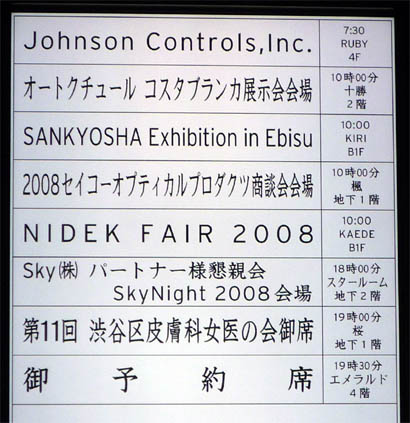 Johnson Controls,Inc.
7:30
RUBY
4F
オートクチュール コスタブランカ展示会会場
10時00分
十勝
2階
SANKYOSHA Exhibition in Ebisu
10:00
KIRI
B1F
2008セイコーオプティカルプロダクツ商談会会場
10時00分
楓
地下1階
NIDEK FAIR 2008
10:00
KAEDE
B1F
Sky㈱ パートナー様懇親会
SkyNight 2008会場
18時00分
スタールーム
地下2階
第11回 渋谷区皮膚科女医の会御席
19時00分
桜
地下1階
御予約席
19時30分
エメラルド
4階